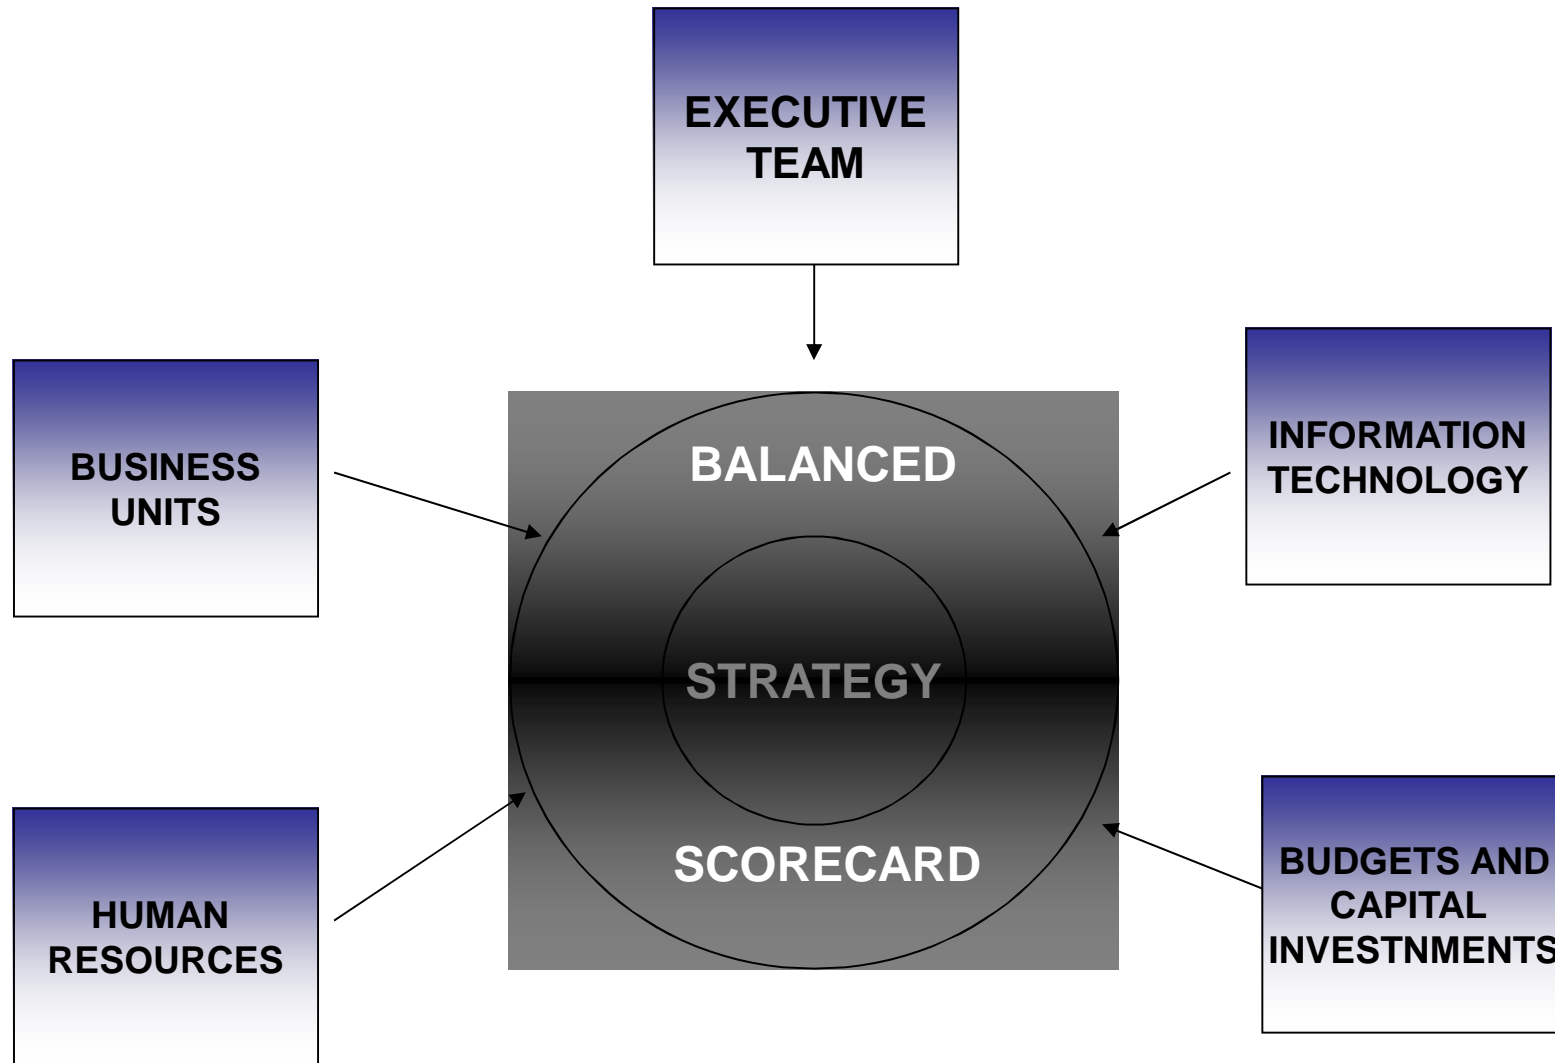 EXECUTIVE
TEAM
BUSINESS
UNITS
BALANCED
INFORMATION
TECHNOLOGY
STRATEGY
HUMAN
RESOURCES
SCORECARD
BUDGETS AND
CAPITAL
INVESTNMENTS